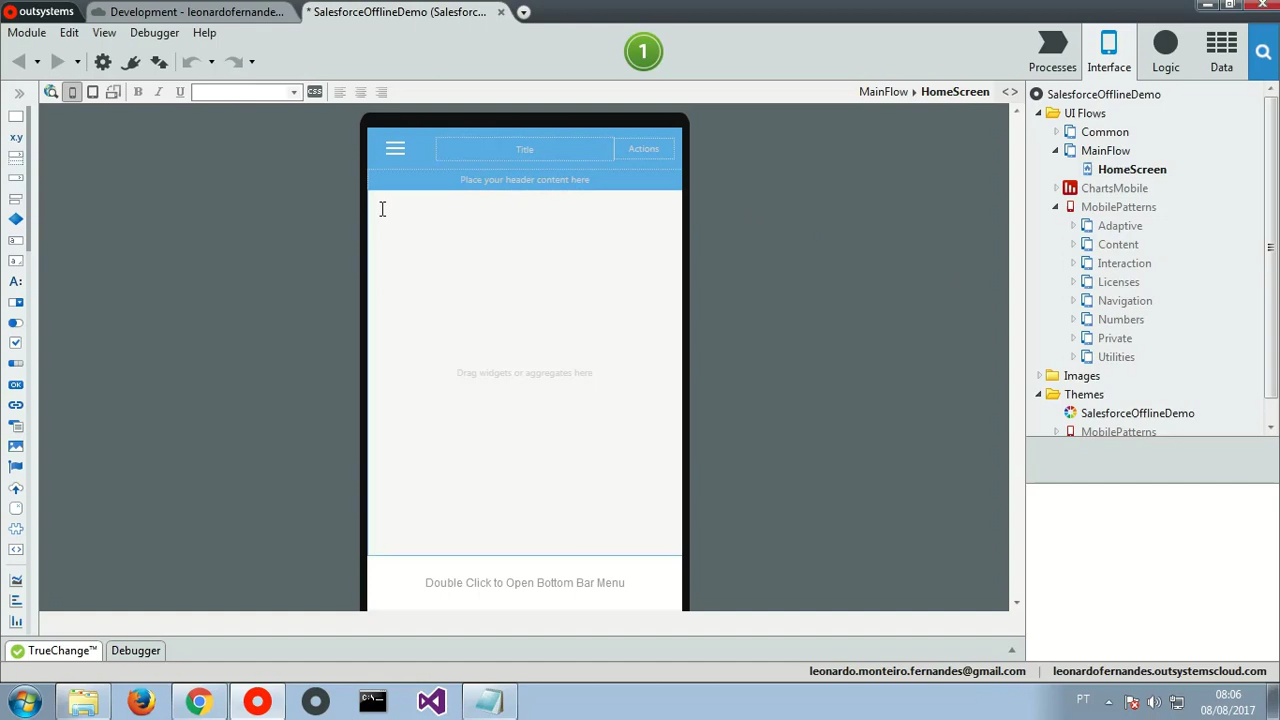 outsystems
Development - leonardofernande...
* SalesforceOfflineDemo (Salesforc...
Module
Edit
View
Debugger
Help
1
Processes
Interface
Logic
Data
B
I
U
css
MainFlow
HomeScreen
< >
SalesforceOfflineDemo
UI Flows
Common
MainFlow
HomeScreen
ChartsMobile
MobilePatterns
Adaptive
Content
Interaction
Licenses
Navigation
Numbers
Private
Utilities
Images
Themes
SalesforceOfflineDemo
MobilePatterns
x.y
A:
OK
Title
Actions
Place your header content here
Drag widgets or aggregates here
Double Click to Open Bottom Bar Menu
TrueChange™
Debugger
leonardo.monteiro.fernandes@gmail.com
leonardofernandes.outsystemscloud.com
PT
08:06
08/08/2017